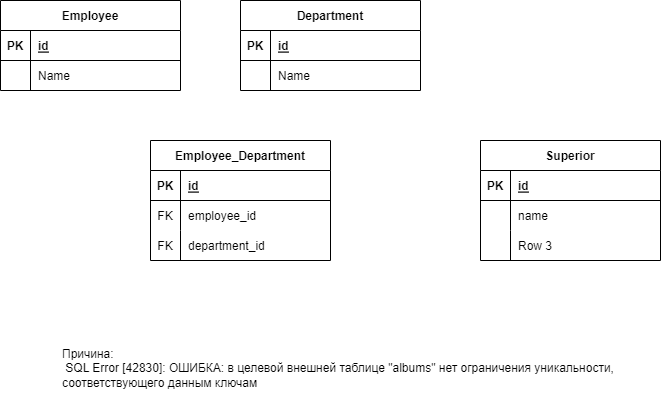 Employee
PK id
Name
Department
PK id
Name
Employee_Department
PK id
FK employee_id
FK department_id
Superior
PK id
name
Row 3
Причина:
SQL Error [42830]: ОШИБКА: в целевой внешней таблице "albums" нет ограничения уникальности,
соответствующего данным ключам